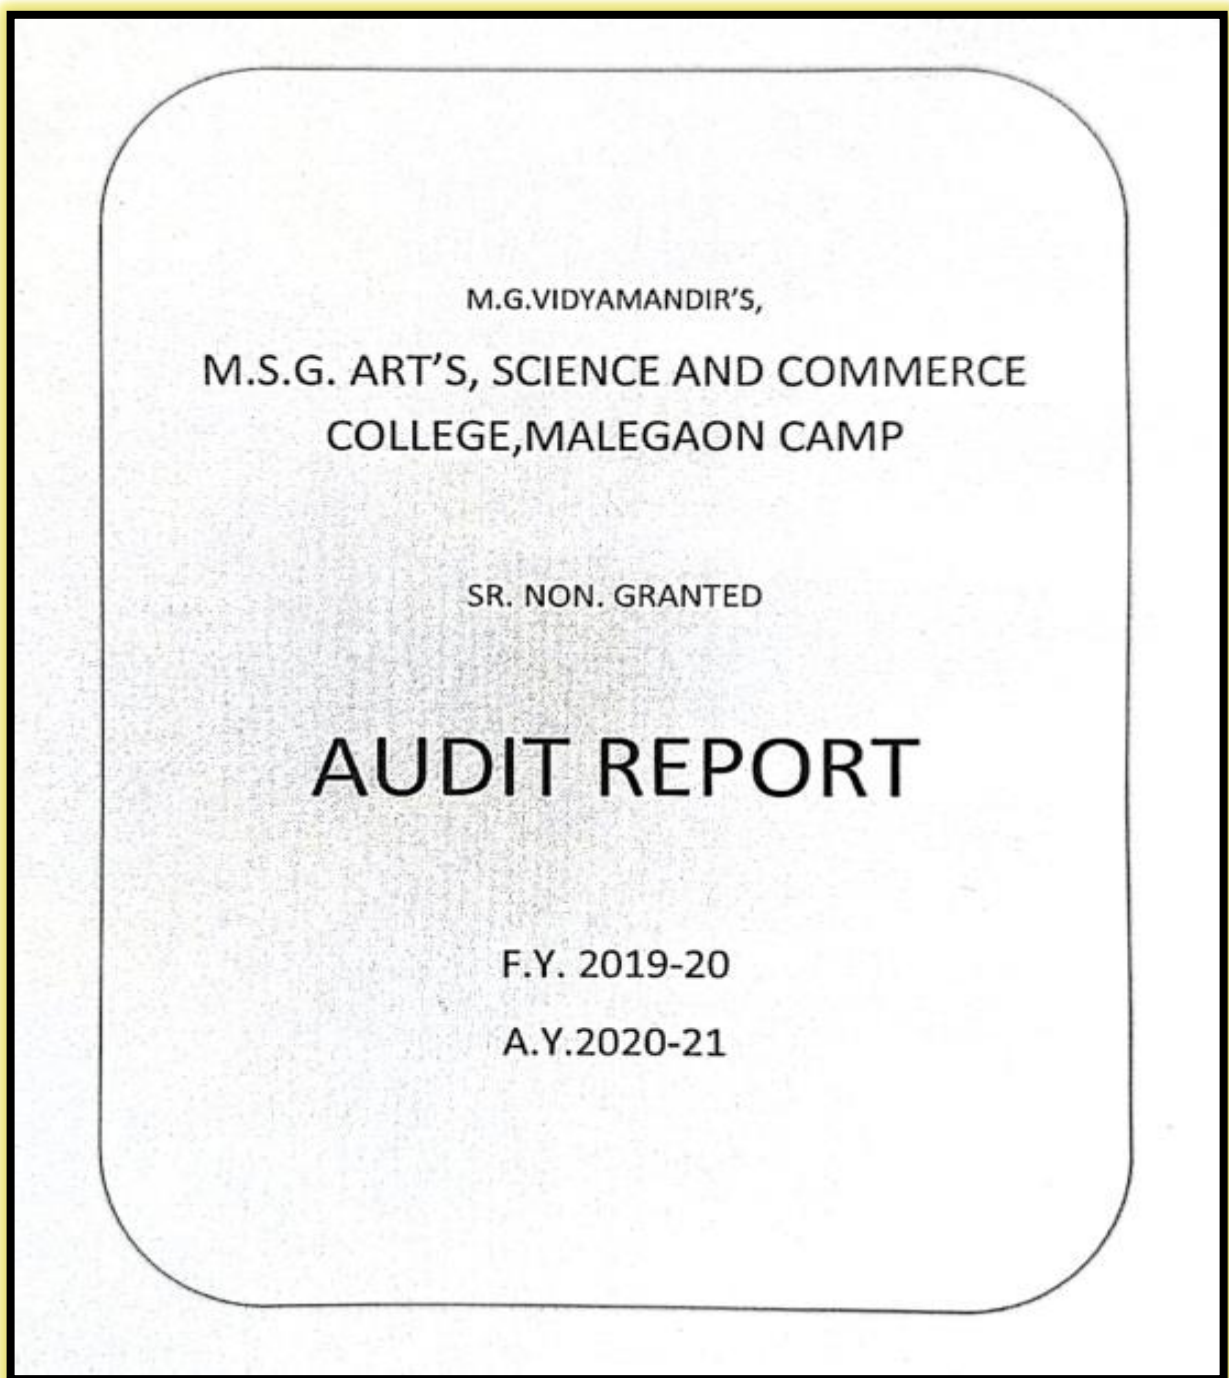 M.G.VIDYAMANDIR'S,
M.S.G. ART'S, SCIENCE AND COMMERCE
COLLEGE,MALEGAON CAMP
SR. NON. GRANTED
AUDIT REPORT
F.Y. 2019-20
A.Y.2020-21